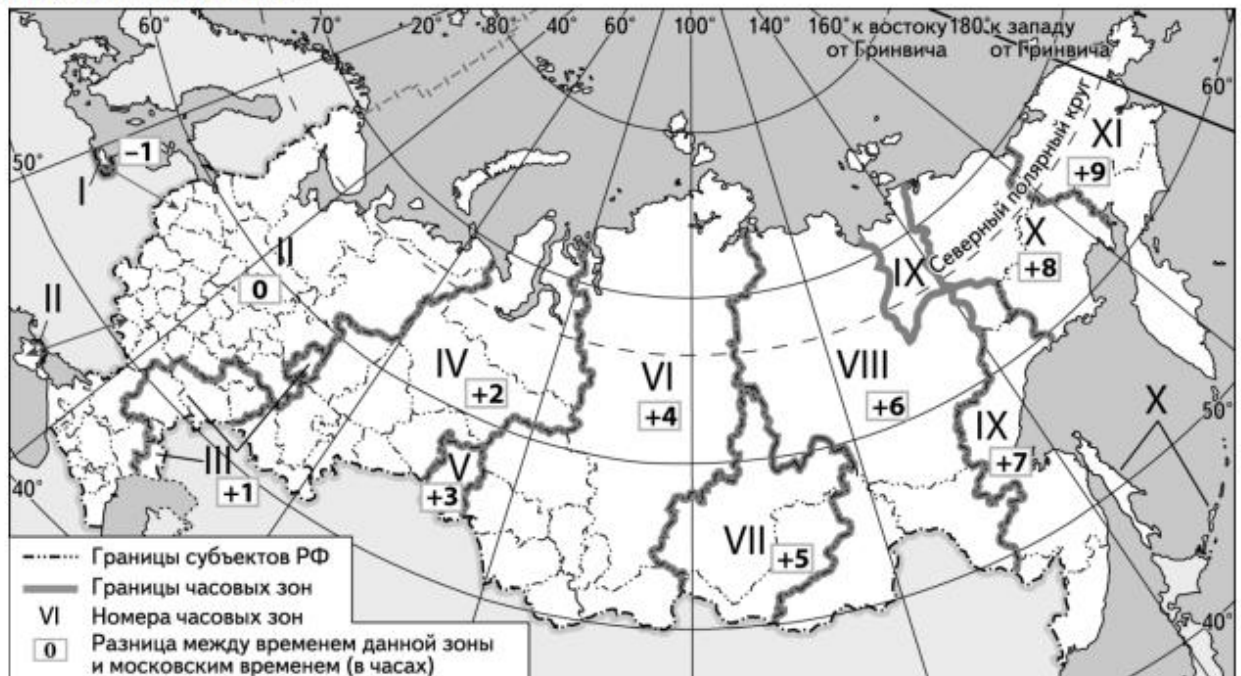 60° 70° 20° 80° 40° 60° 80° 100° 120° 140° 160° к востоку от Гринвича 180° к западу от Гринвича
60°
Северный полярный круг
XI
+9
50°
–1
I
II
0
IX
X
+8
II
IV
+2
VI
+4
VIII
+6
X
50°
IX
+7
III
+1
V
+3
VII
+5
40°
40°
Границы субъектов РФ
Границы часовых зон
VI Номера часовых зон
0 Разница между временем данной зоны
и московским временем (в часах)